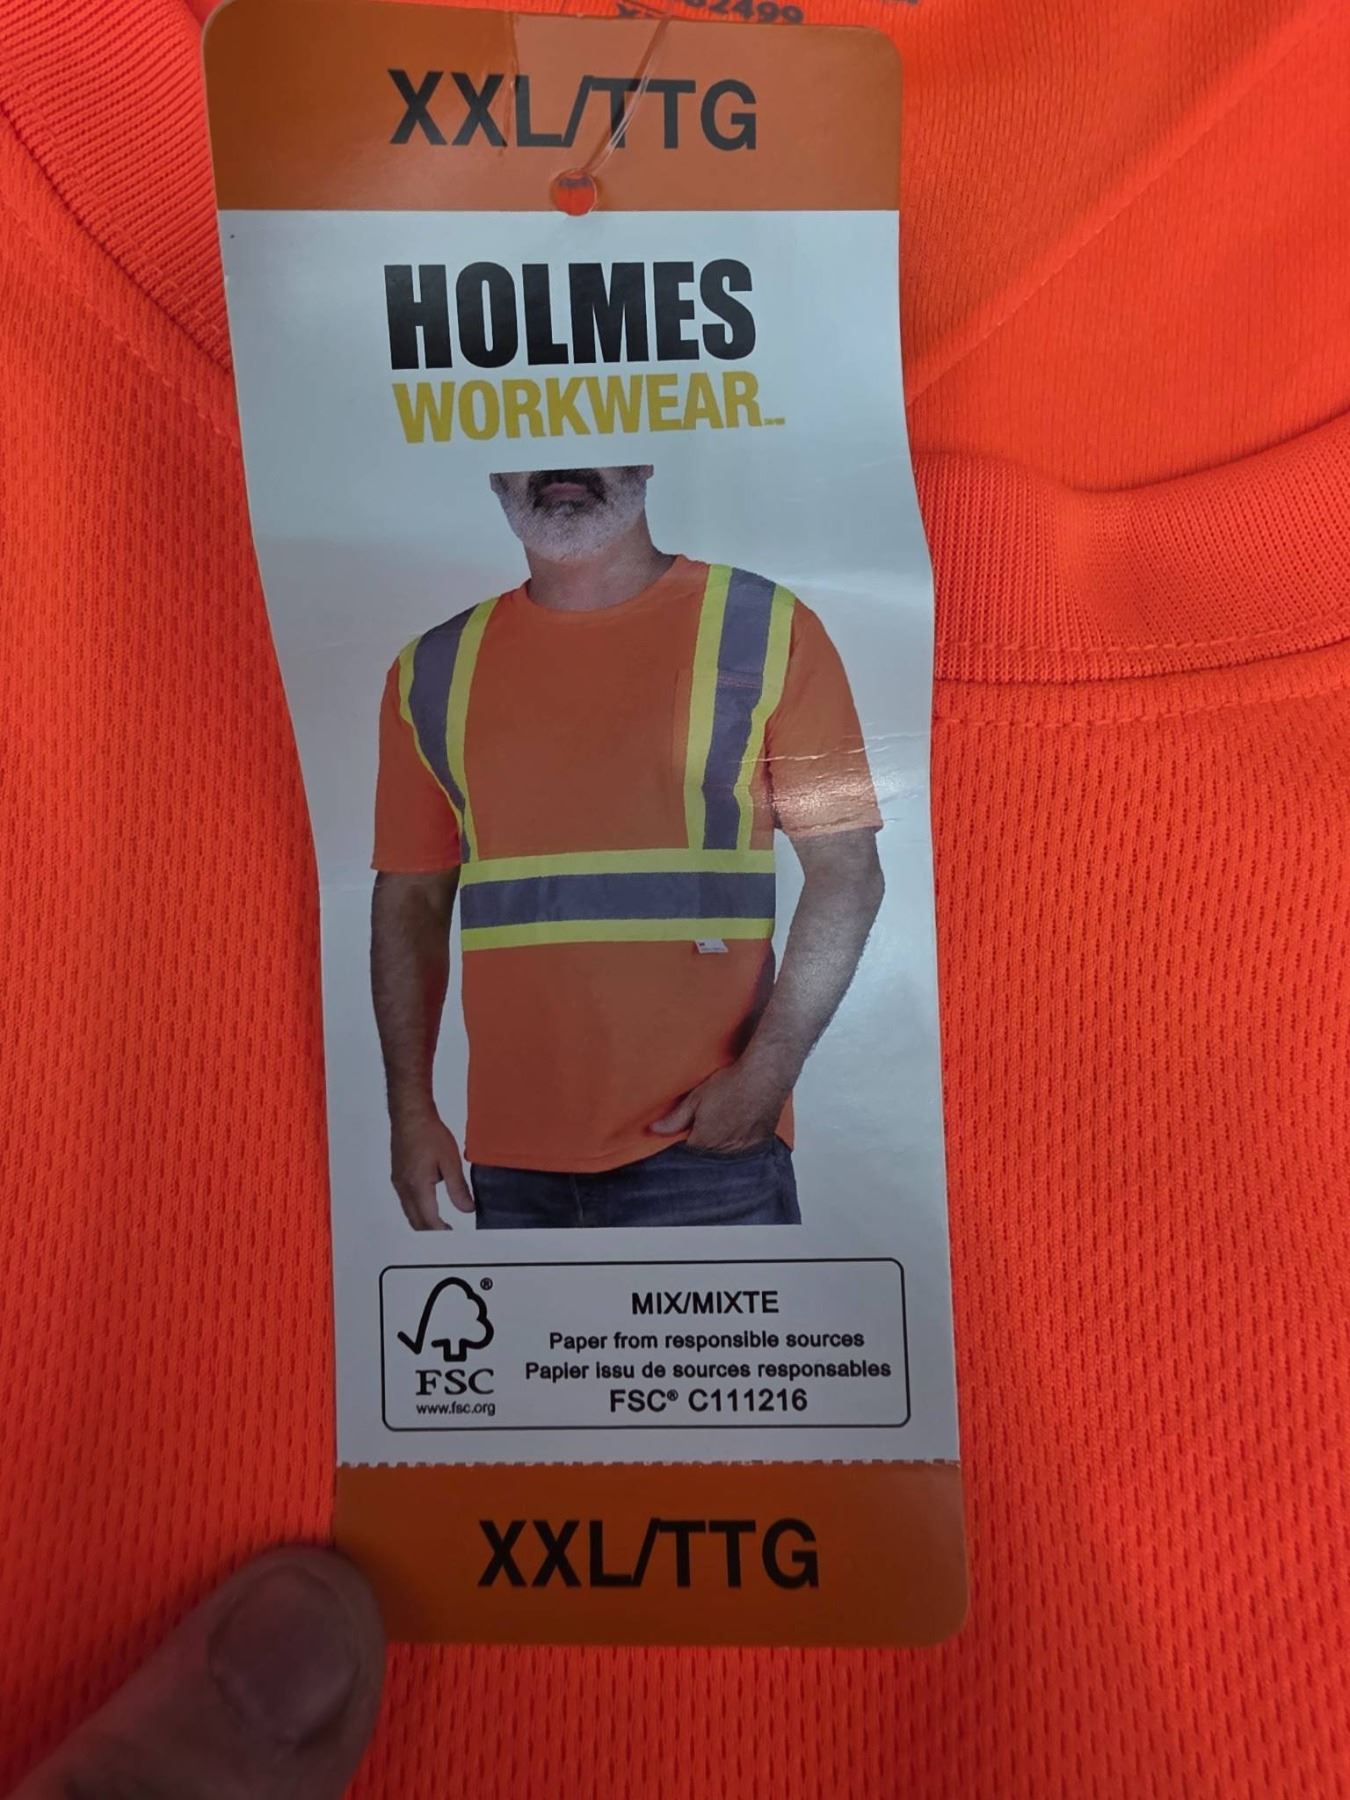 XXL/TTG
HOLMES
WORKWEAR
MIX/MIXTE
Paper from responsible sources
Papier issu de sources responsables
FSC® C111216
®
FSC
www.fsc.org
XXL/TTG